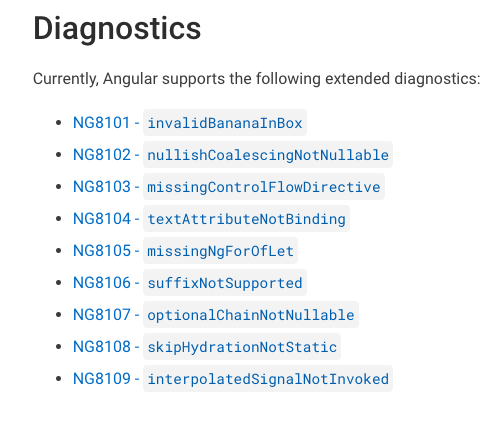 Diagnostics
Currently, Angular supports the following extended diagnostics:
• NG8101 - invalidBananaInBox
• NG8102 - nullishCoalescingNotNullable
• NG8103 - missingControlFlowDirective
• NG8104 - textAttributeNotBinding
• NG8105 - missingNgForOfLet
• NG8106 - suffixNotSupported
• NG8107 - optionalChainNotNullable
• NG8108 - skipHydrationNotStatic
• NG8109 - interpolatedSignalNotInvoked